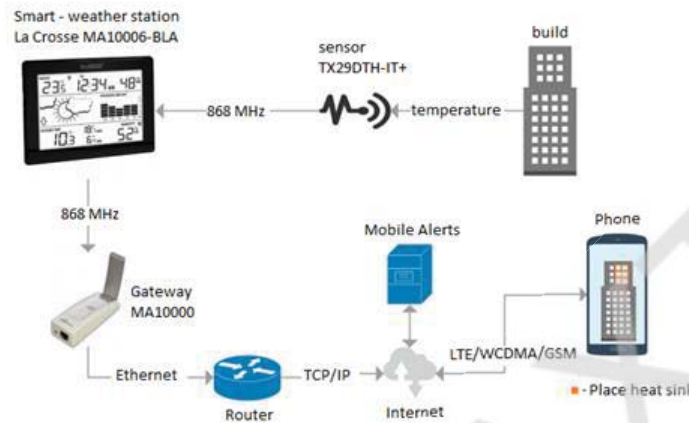 Smart - weather station
La Crosse MA10006-BLA
sensor
TX29DTH-IT+
build
868 MHz
temperature
868 MHz
Mobile Alerts
Phone
Gateway
MA10000
LTE/WCDMA/GSM
Ethernet
TCP/IP
- Place heat sink
Router
Internet